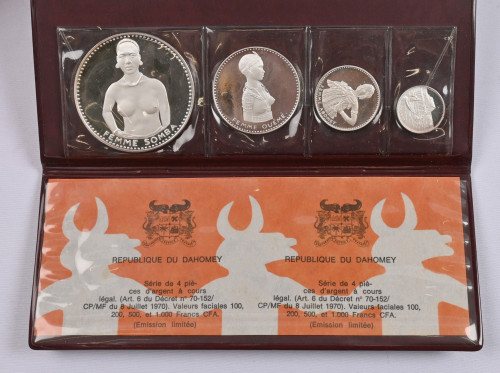 FEMME SOMBA
FEMME OUÉMÉ
REPUBLIQUE DU DAHOMEY
Série de 4 piè-
ces d'argent à cours
légal. (Art. 6 du Décret n° 70-152/
CP/MF du 8 Juillet 1970). Valeurs faciales 100,
200, 500, et 1.000 Francs CFA.
(Emission limitée)
REPUBLIQUE DU DAHOMEY
Série de 4 piè-
ces d'argent à cours
légal. (Art. 6 du Décret n° 70-152/
CP/MF du 8 Juillet 1970). Valeurs faciales 100,
200, 500, et 1.000 Francs CFA.
(Emission limitée)